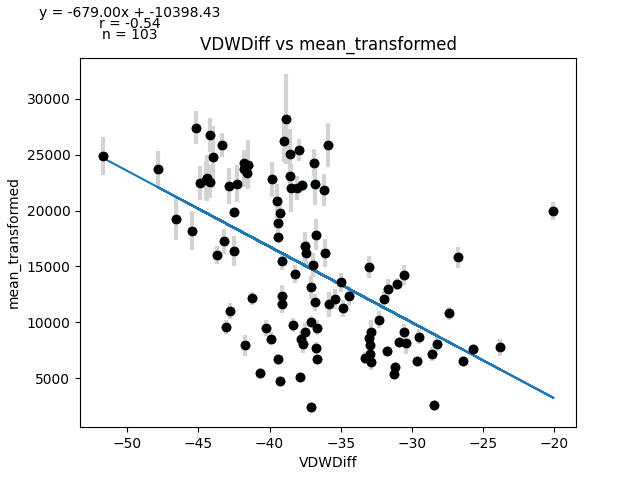 y = -679.00x + -10398.43
r = -0.54
n = 103
VDWDiff vs mean_transformed
mean_transformed
30000
25000
20000
15000
10000
5000
−50
−45
−40
−35
−30
−25
−20
VDWDiff